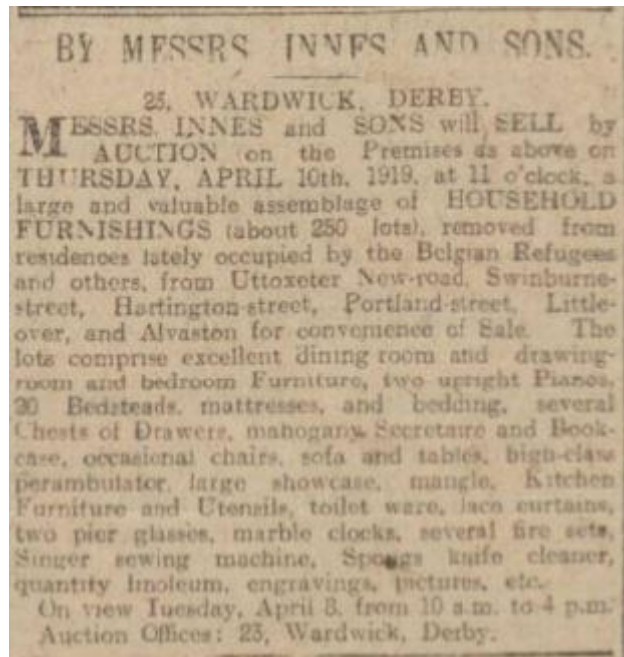 BY MESSRS INNES AND SONS.
25, WARDWICK, DERBY.
MESSRS. INNES and SONS will SELL by
AUCTION on the Premises as above on
THURSDAY, APRIL 10th, 1919, at 11 o'clock, a
large and valuable assemblage of HOUSEHOLD
FURNISHINGS (about 250 lots), removed from
residences lately occupied by the Belgian Refugees
and others, from Uttoxeter New-road, Swinburne-
street, Hartington-street, Portland-street, Little-
over, and Alvaston for convenience of Sale. The
lots comprise excellent dining room and drawing-
room and bedroom Furniture, two upright Pianos,
20 Bedsteads, mattresses, and bedding, several
Chests of Drawers, mahogany Secretaire and Book-
case, occasional chairs, sofa and tables, high-class
perambulator, large showcase, mangle, Kitchen
Furniture and Utensils, toilet ware, lace curtains,
two pier glasses, marble clocks, several fire sets,
Singer sewing machine, Spongs knife cleaner,
quantity linoleum, engravings, pictures, etc.
On view Tuesday, April 8, from 10 a.m. to 4 p.m.
Auction Offices: 25, Wardwick, Derby.